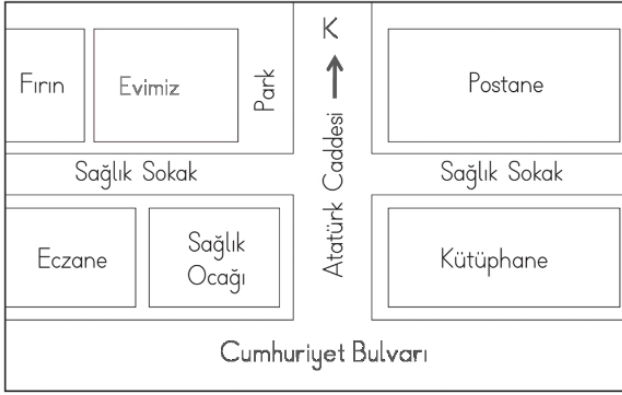 K
Fırın
Evimiz
Park
Postane
Sağlık Sokak
Atatürk Caddesi
Sağlık Sokak
Eczane
Sağlık
Ocağı
Kütüphane
Cumhuriyet Bulvarı